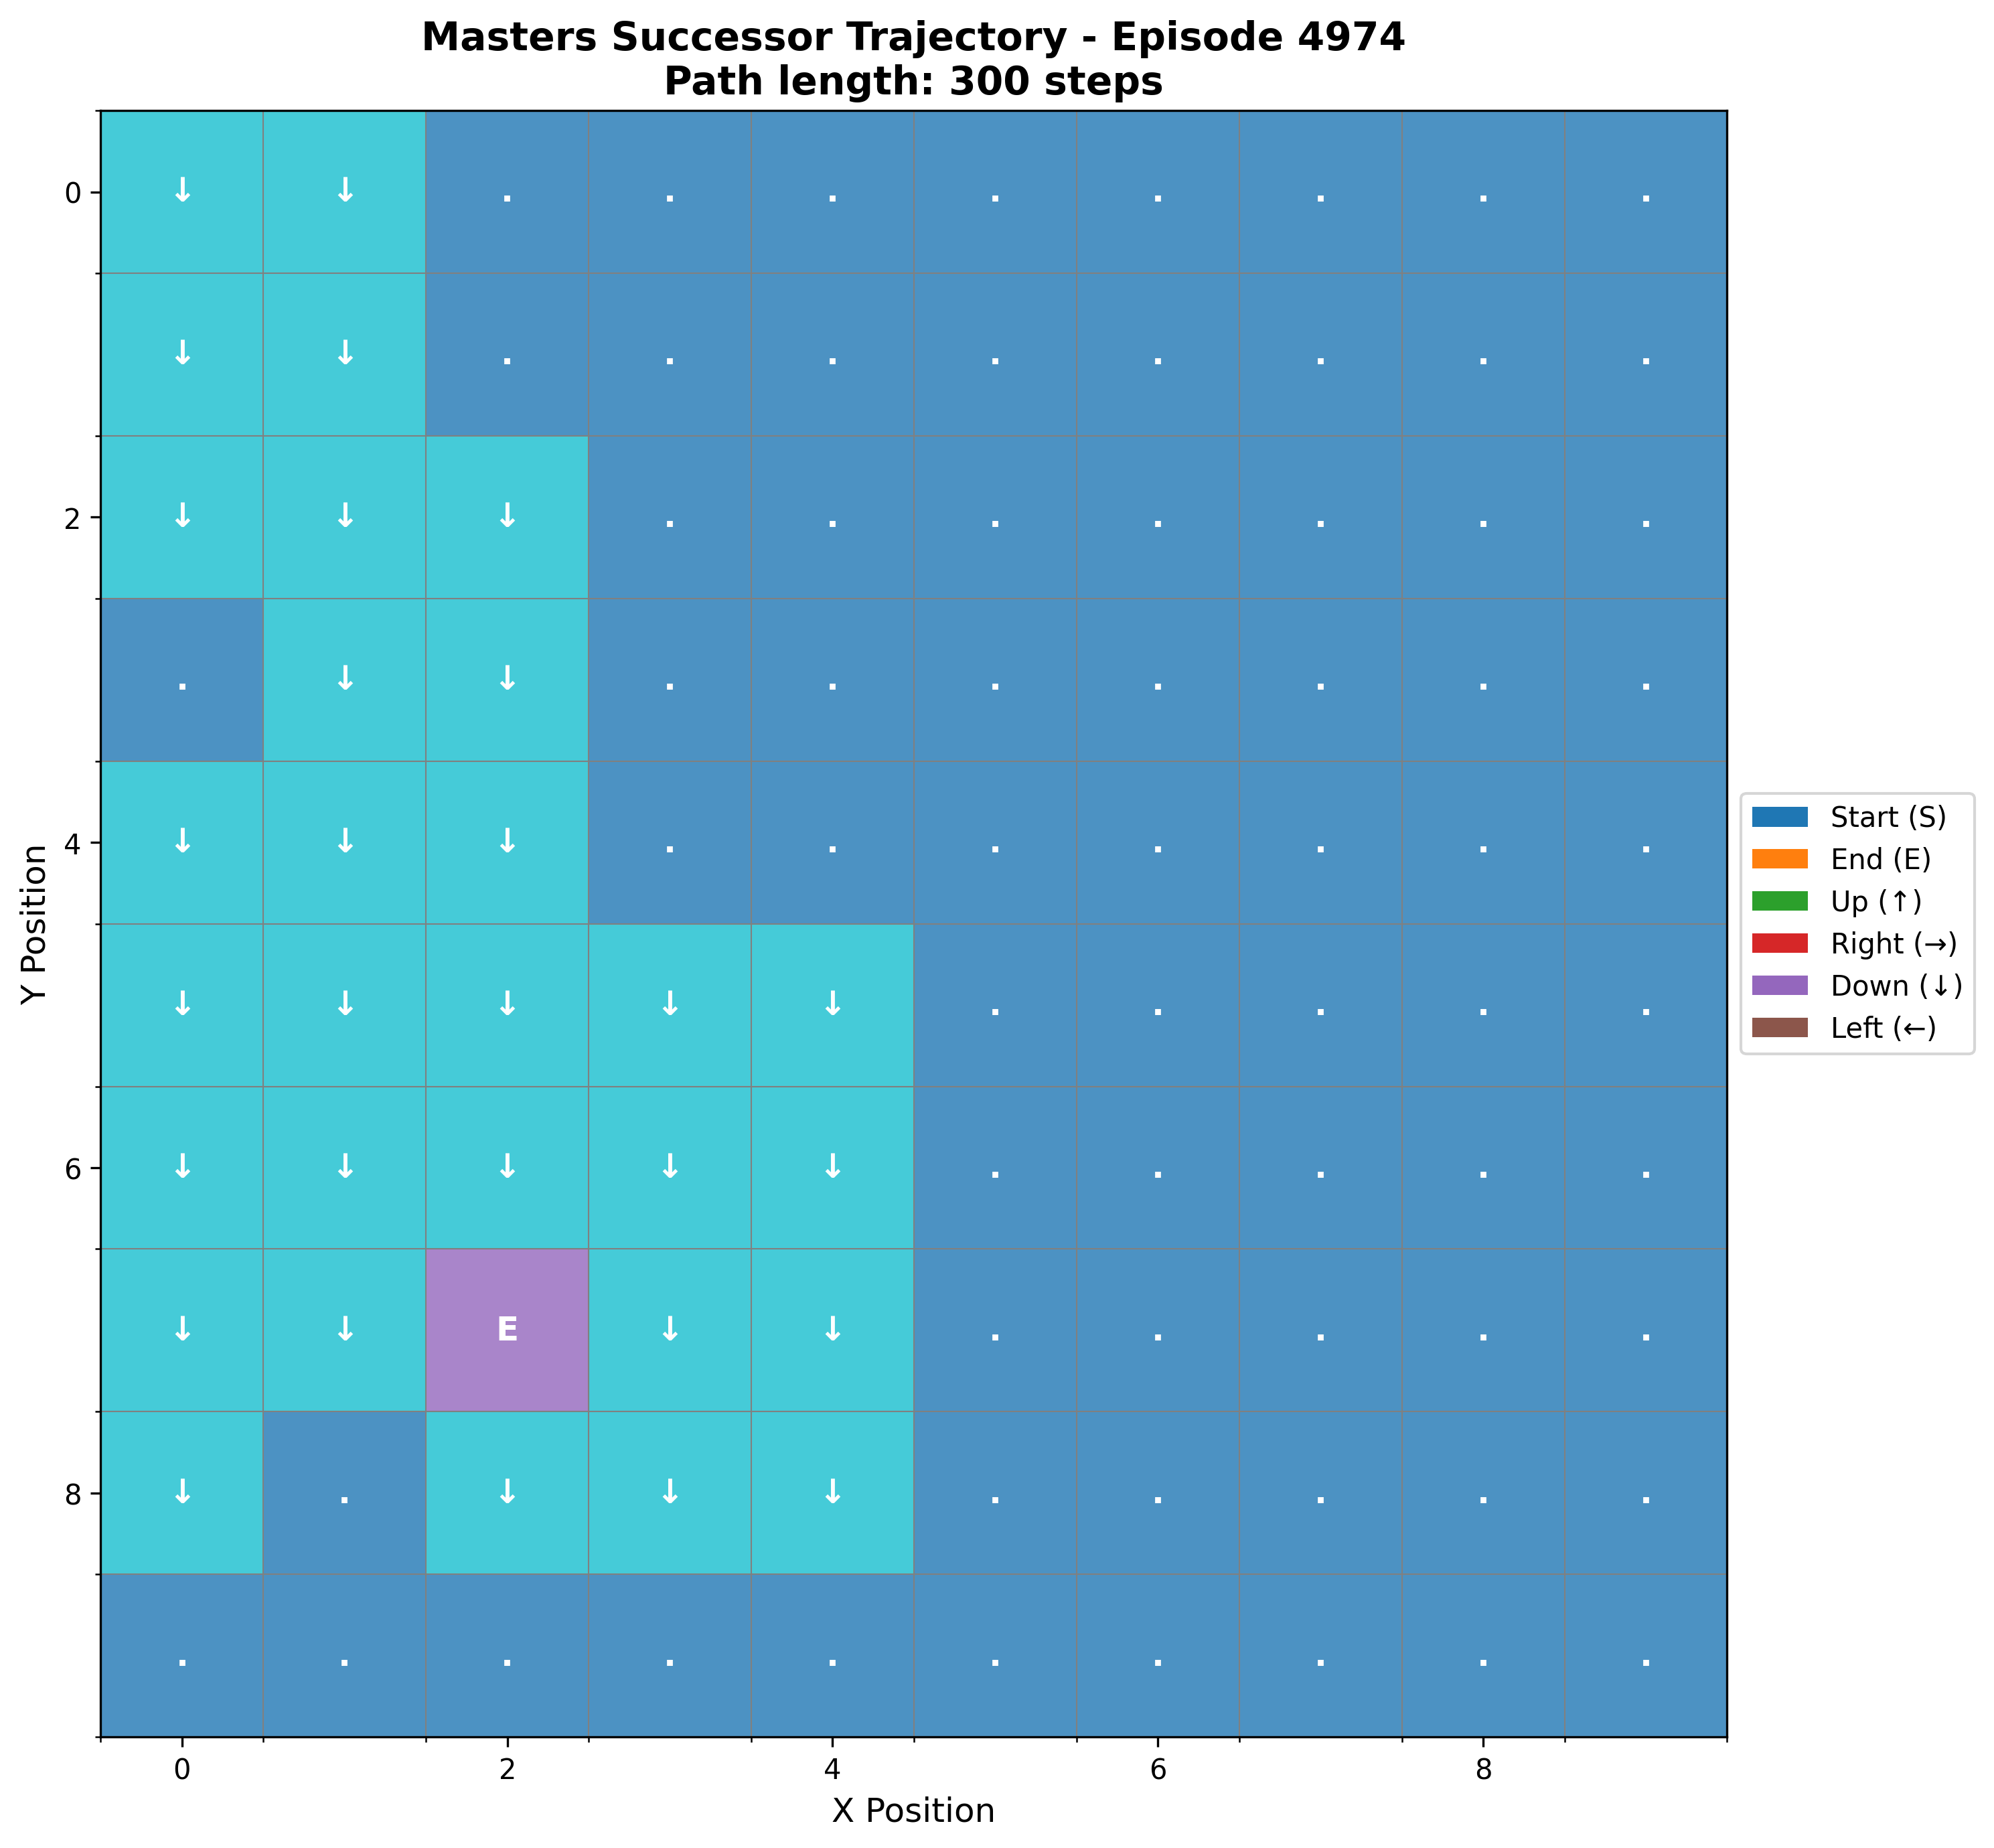 Masters Successor Trajectory - Episode 4974
Path length: 300 steps
0 ↓ ↓ . . . . . . . .
↓ ↓ . . . . . . . .
2 ↓ ↓ ↓ . . . . . . .
. ↓ ↓ . . . . . . .
4 ↓ ↓ ↓ . . . . . . .
↓ ↓ ↓ ↓ ↓ . . . . .
6 ↓ ↓ ↓ ↓ ↓ . . . . .
↓ ↓ E ↓ ↓ . . . . .
8 ↓ . ↓ ↓ ↓ . . . . .
. . . . . . . . . .
0 2 4 6 8
X Position
Y Position
Start (S)
End (E)
Up (↑)
Right (→)
Down (↓)
Left (←)